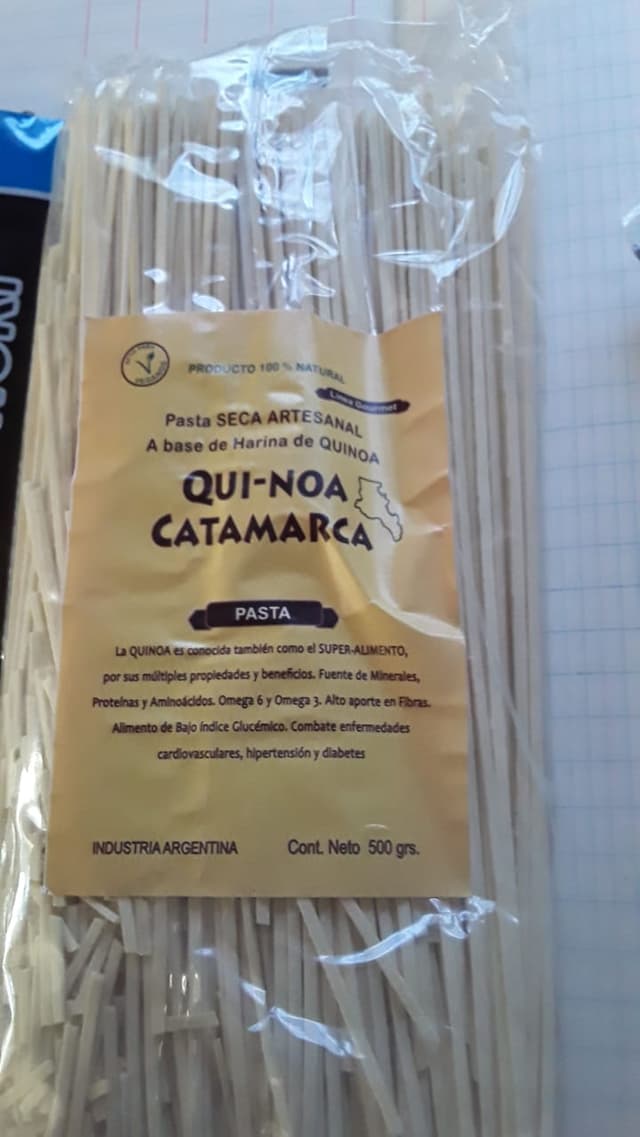 VEGANOS
PRODUCTO 100 % NATURAL
Linea Gourmet
Pasta SECA ARTESANAL
A base de Harina de QUINOA
QUI-NOA
CATAMARCA
PASTA
La QUINOA es conocida también como el SUPER-ALIMENTO,
por sus múltiples propiedades y beneficios. Fuente de Minerales,
Proteínas y Aminoácidos. Omega 6 y Omega 3. Alto aporte en Fibras.
Alimento de Bajo índice Glucémico. Combate enfermedades
cardiovasculares, hipertensión y diabetes
INDUSTRIA ARGENTINA
Cont. Neto 500 grs.